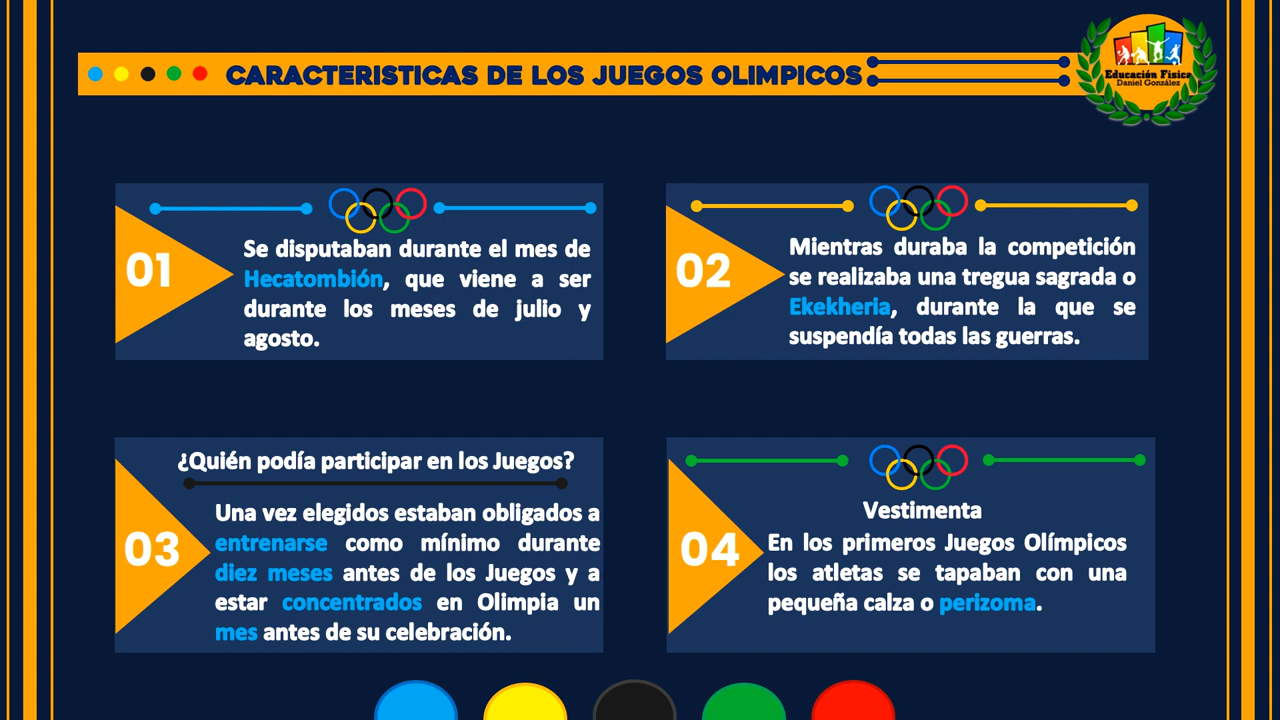 CARACTERISTICAS DE LOS JUEGOS OLIMPICOS
Educación Física
Daniel González
01
Se disputaban durante el mes de
Hecatombión, que viene a ser
durante los meses de julio y
agosto.
02
Mientras duraba la competición
se realizaba una tregua sagrada o
Ekekheria, durante la que se
suspendía todas las guerras.
03
¿Quién podía participar en los Juegos?
Una vez elegidos estaban obligados a
entrenarse como mínimo durante
diez meses antes de los Juegos y a
estar concentrados en Olimpia un
mes antes de su celebración.
04
Vestimenta
En los primeros Juegos Olímpicos
los atletas se tapaban con una
pequeña calza o perizoma.